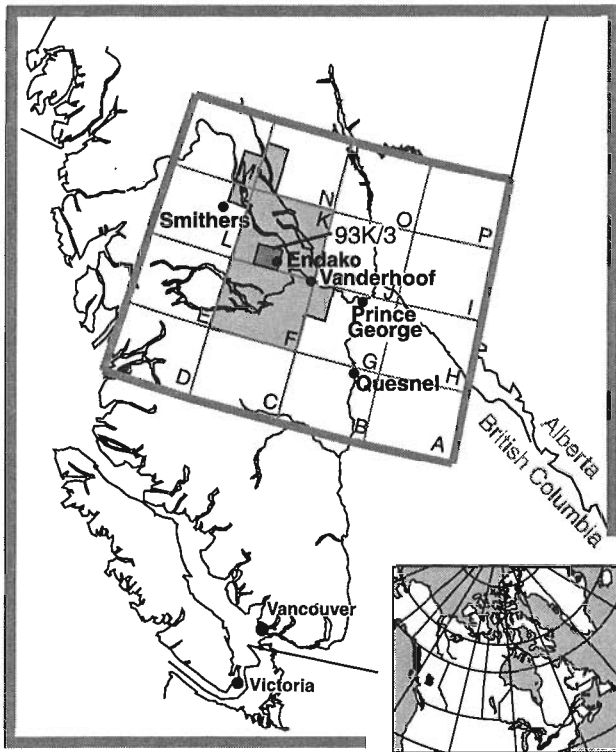 M
N
O
P
Smithers
K
L
93K/3
Endako
Vanderhoof
J
I
Prince
George
E
F
G
H
Quesnel
D
C
B
A
Alberta
British Columbia
Vancouver
Victoria